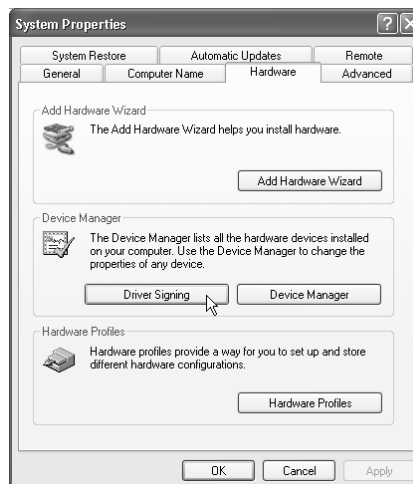 System Properties
System Restore Automatic Updates Remote
General Computer Name Hardware Advanced
Add Hardware Wizard
The Add Hardware Wizard helps you install hardware.
Add Hardware Wizard
Device Manager
The Device Manager lists all the hardware devices installed
on your computer. Use the Device Manager to change the
properties of any device.
Driver Signing Device Manager
Hardware Profiles
Hardware profiles provide a way for you to set up and store
different hardware configurations.
Hardware Profiles
OK Cancel Apply